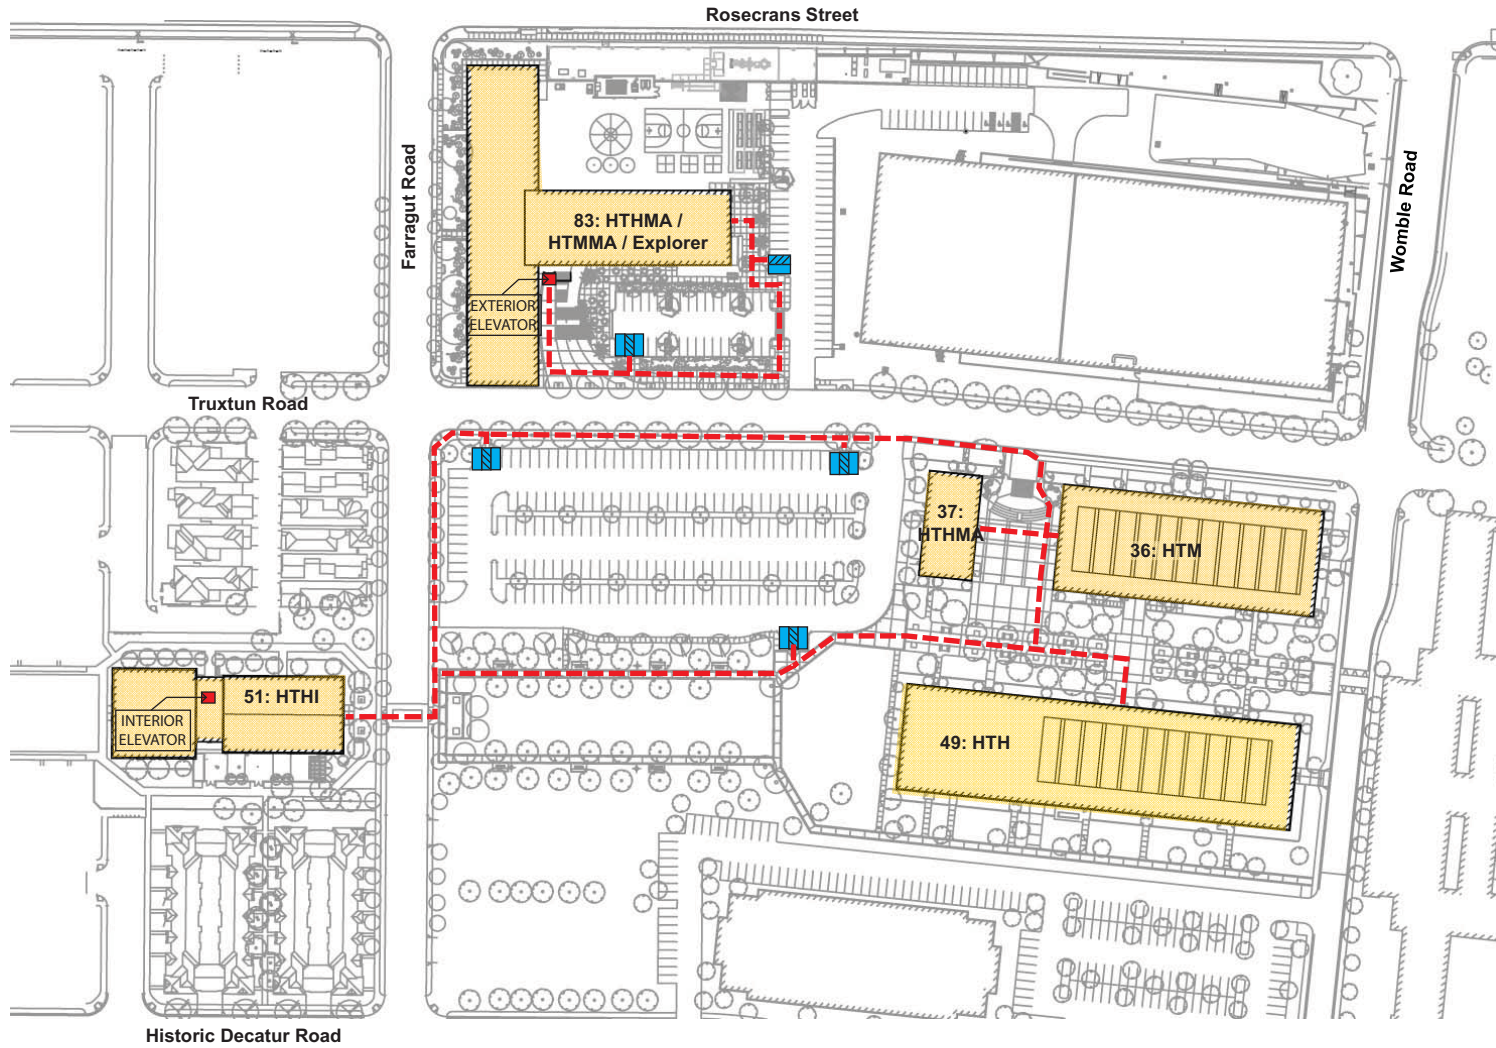 Rosecrans Street
Farragut Road
Womble Road
83: HTHMA /
HTMMA / Explorer
EXTERIOR
ELEVATOR
Truxtun Road
37:
HTHMA
36: HTM
51: HTHI
INTERIOR
ELEVATOR
49: HTH
Historic Decatur Road